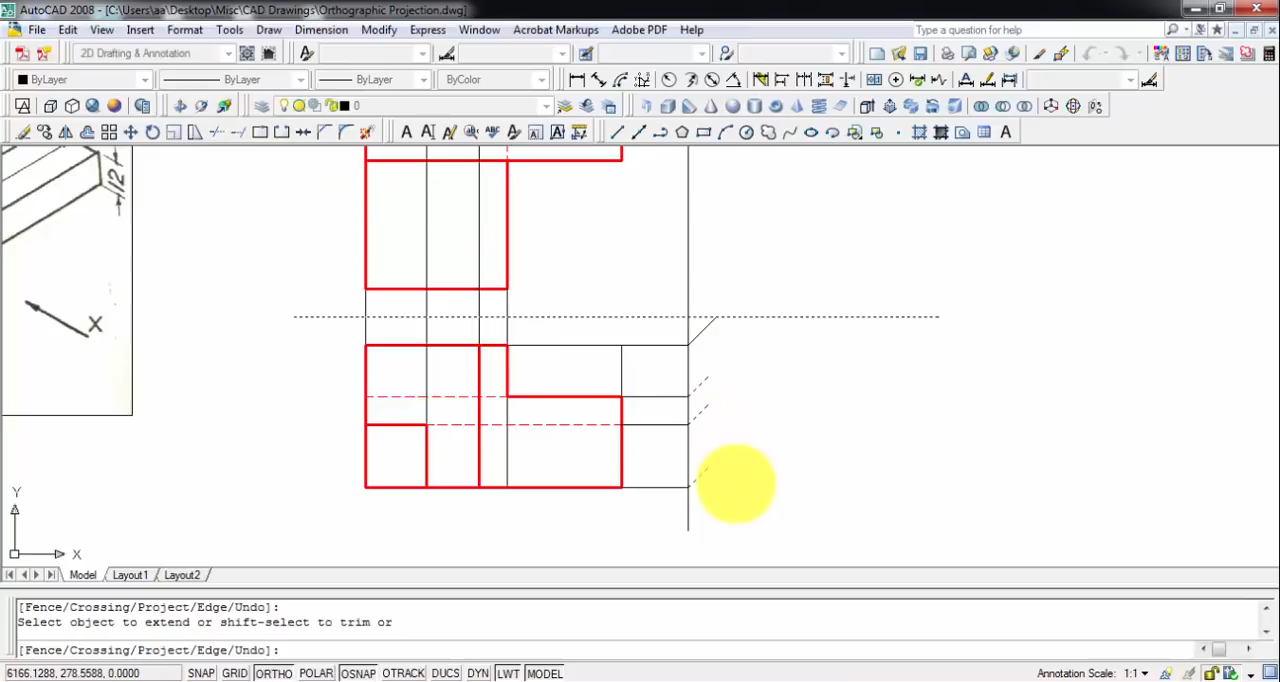 AutoCAD 2008 - [C:\Users\aa\Desktop\Misc\CAD Drawings\Orthographic Projection.dwg]
File Edit View Insert Format Tools Draw Dimension Modify Express Window Acrobat Markups Adobe PDF Help Type a question for help
2D Drafting & Annotation
ByLayer ByLayer ByLayer ByColor
0
112
X
Y
X
Model Layout1 Layout2
[Fence/Crossing/Project/Edge/Undo]:
Select object to extend or shift-select to trim or
[Fence/Crossing/Project/Edge/Undo]:
6166.1288, 278.5588, 0.0000 SNAP GRID ORTHO POLAR OSNAP OTRACK DUCS DYN LWT MODEL Annotation Scale: 1:1